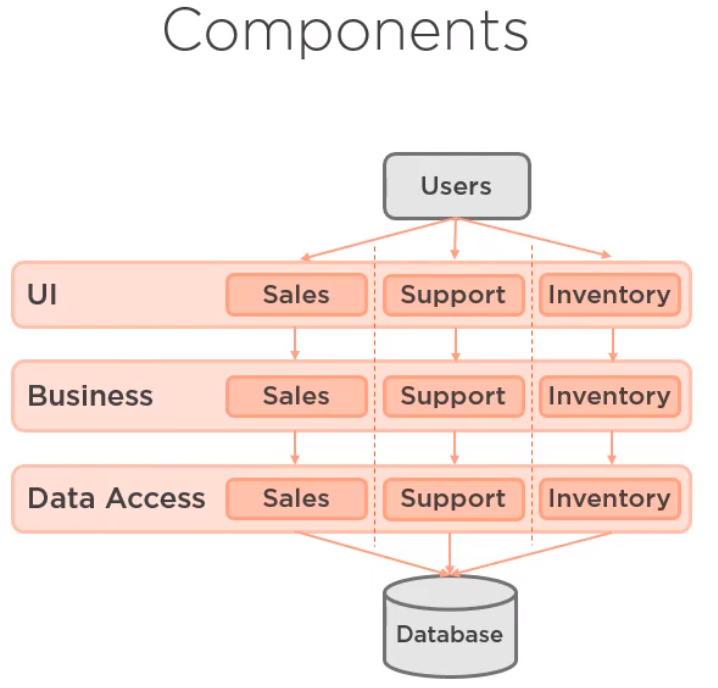 Components
Users
UI Sales Support Inventory
Business Sales Support Inventory
Data Access Sales Support Inventory
Database